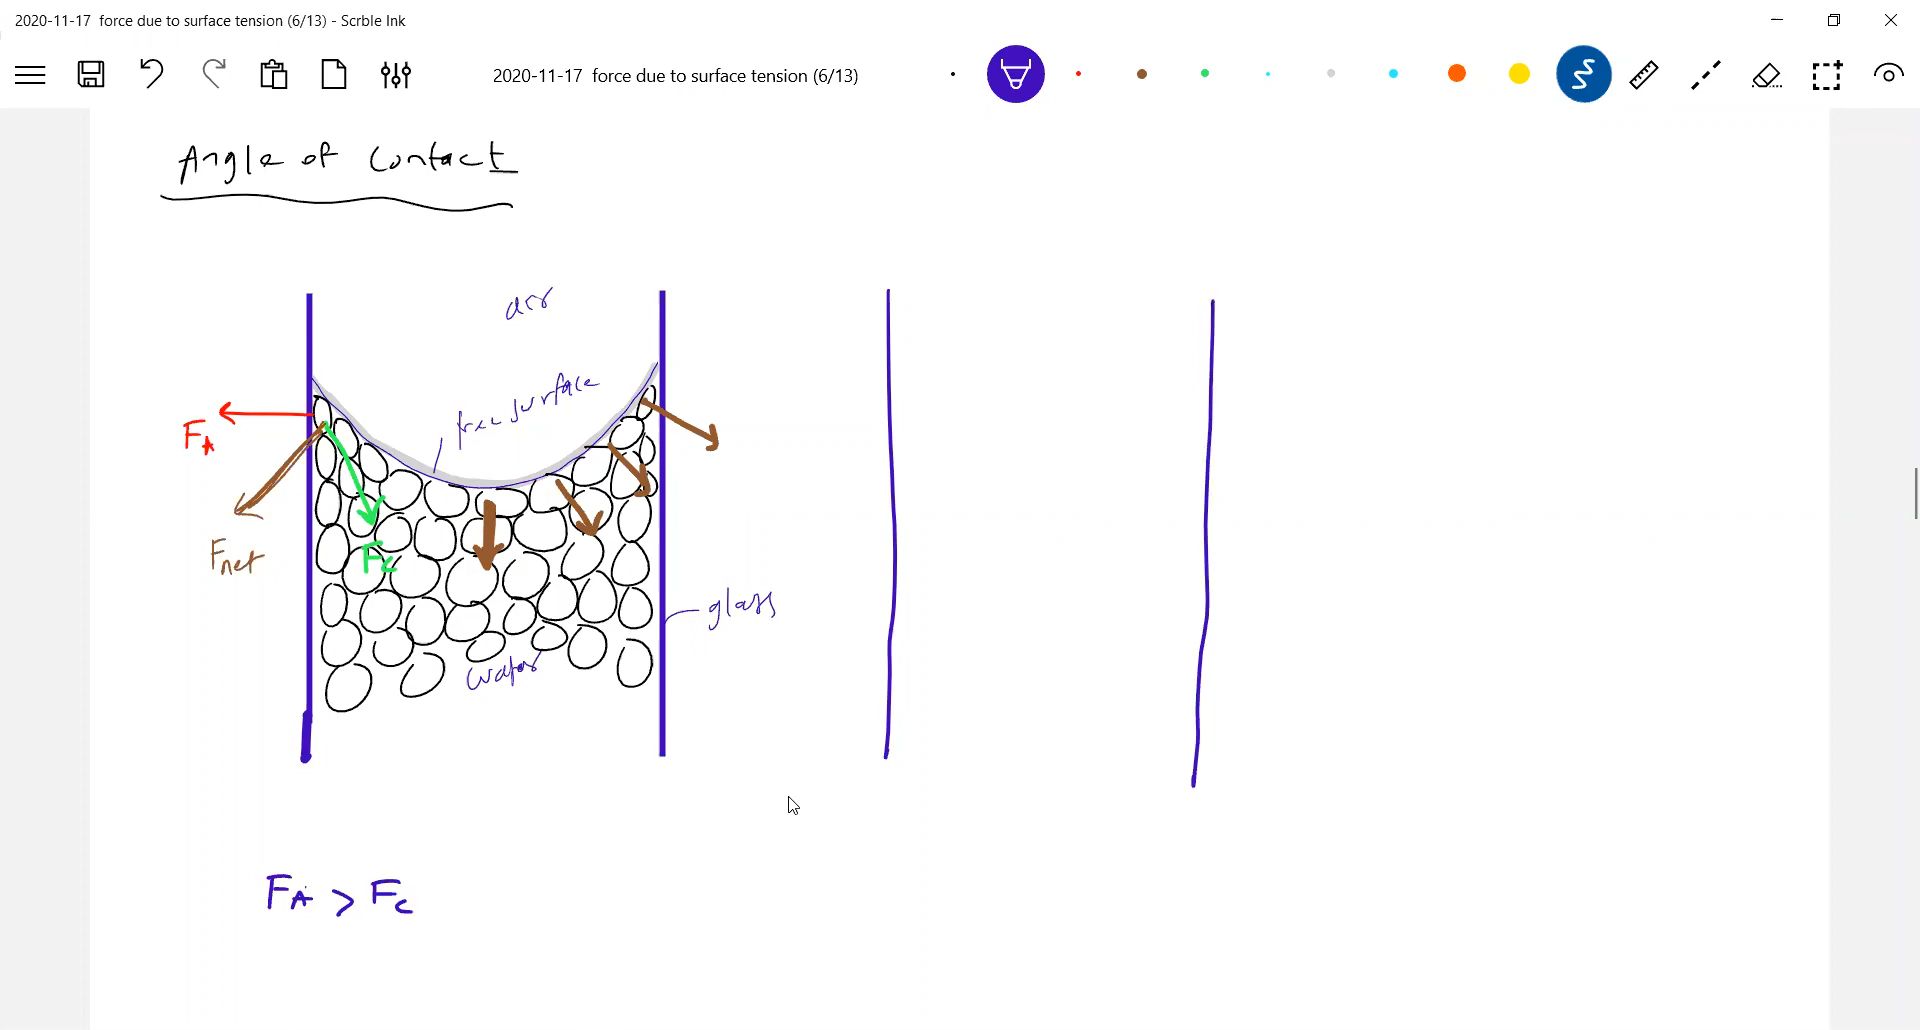 2020-11-17 force due to surface tension (6/13) - Scrble Ink
2020-11-17 force due to surface tension (6/13)
Angle of Contact
air
free surface
FA
Fnet
Fc
glass
water
FA > Fc